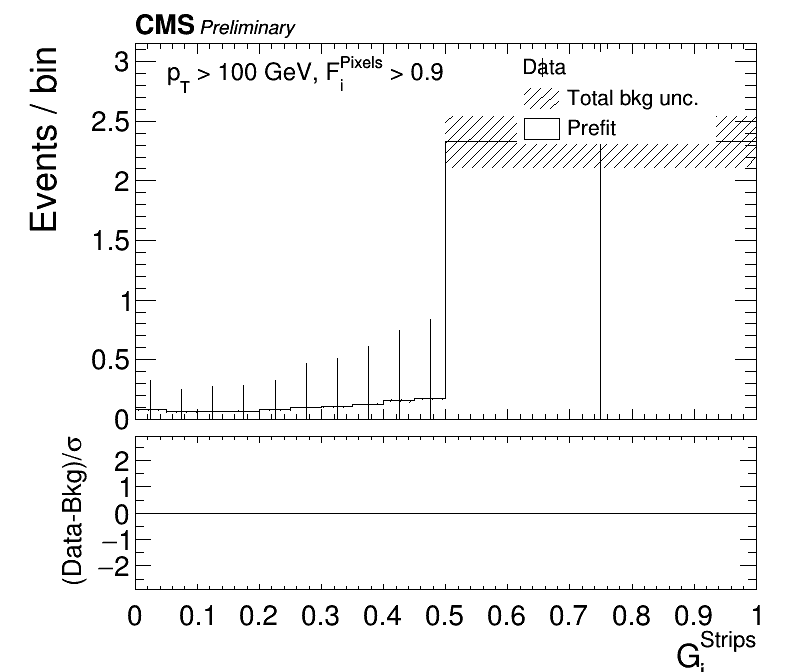 CMS Preliminary
p_T > 100 GeV, F_i^Pixels > 0.9
Data
Total bkg unc.
Prefit
Events / bin
3
2.5
2
1.5
1
0.5
0
(Data-Bkg)/σ
2
1
0
−1
−2
0 0.1 0.2 0.3 0.4 0.5 0.6 0.7 0.8 0.9 1
G_i^Strips